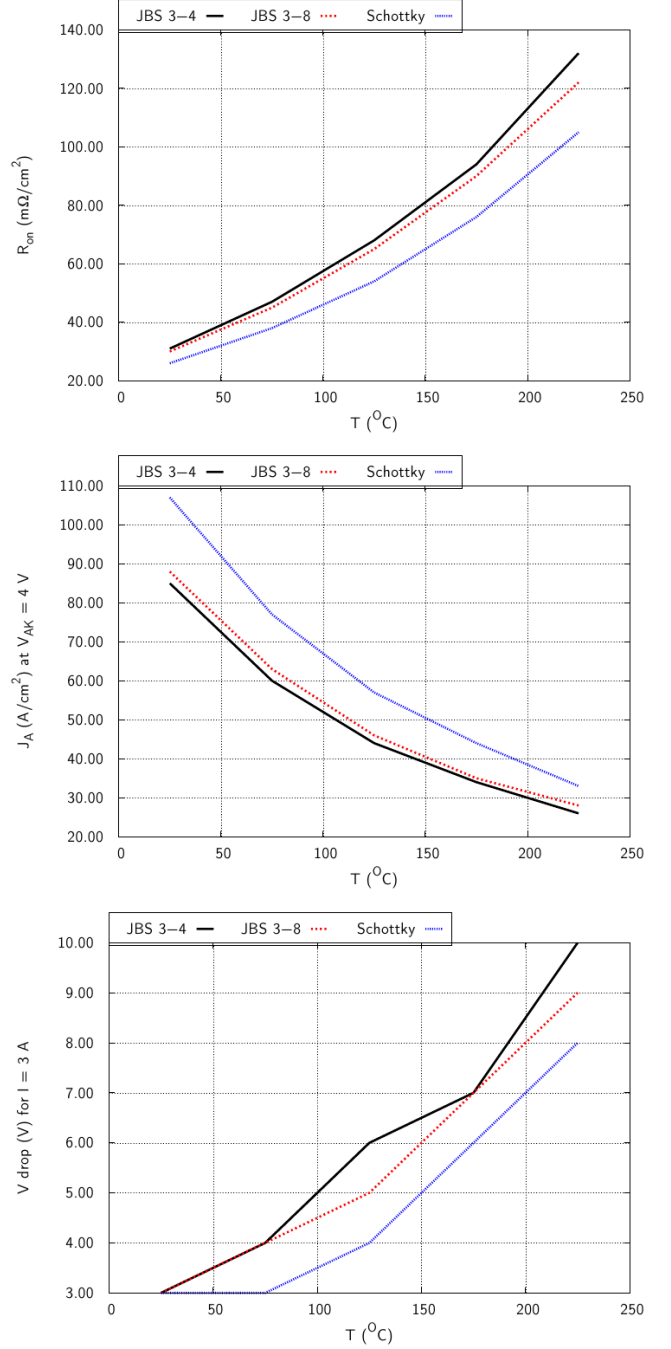 JBS 3−4 JBS 3−8 Schottky
140.00
120.00
100.00
80.00
60.00
40.00
20.00
R_on (mΩ/cm²)
0 50 100 150 200 250
T (⁰C)
JBS 3−4 JBS 3−8 Schottky
110.00
100.00
90.00
80.00
70.00
60.00
50.00
40.00
30.00
20.00
J_A (A/cm²) at V_AK = 4 V
0 50 100 150 200 250
T (⁰C)
JBS 3−4 JBS 3−8 Schottky
10.00
9.00
8.00
7.00
6.00
5.00
4.00
3.00
V drop (V) for I = 3 A
0 50 100 150 200 250
T (⁰C)